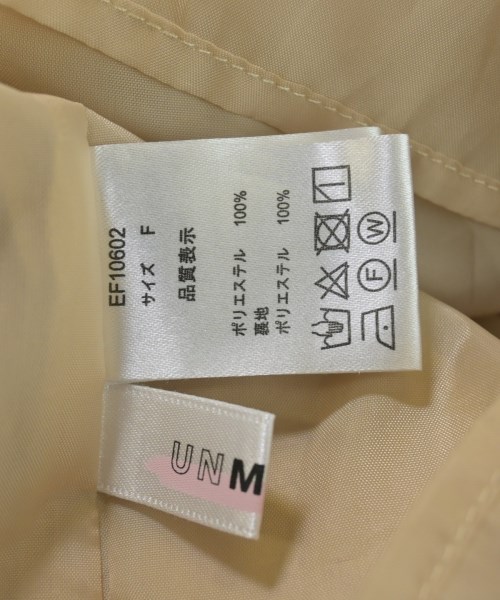 EF10602
サイズ F
品質表示
ポリエステル 100%
裏地
ポリエステル 100%
W
F
UNM